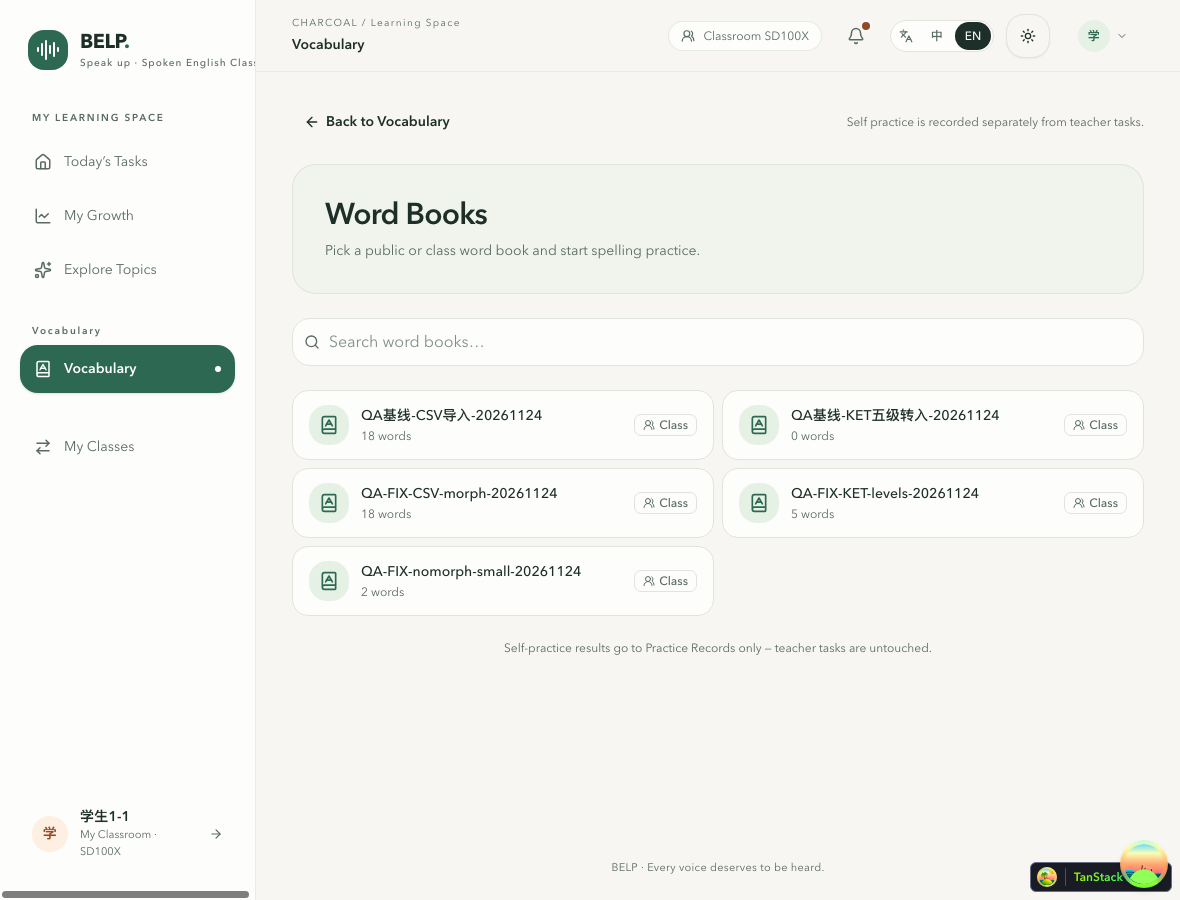 BELP.
Speak up · Spoken English Clas
MY LEARNING SPACE
Today's Tasks
My Growth
Explore Topics
Vocabulary
Vocabulary
My Classes
学
学生1-1
My Classroom ·
SD100X
CHARCOAL / Learning Space
Vocabulary
Classroom SD100X
中
EN
学
Back to Vocabulary
Self practice is recorded separately from teacher tasks.
Word Books
Pick a public or class word book and start spelling practice.
Search word books…
QA基线-CSV导入-20261124
18 words
Class
QA基线-KET五级转入-20261124
0 words
Class
QA-FIX-CSV-morph-20261124
18 words
Class
QA-FIX-KET-levels-20261124
5 words
Class
QA-FIX-nomorph-small-20261124
2 words
Class
Self-practice results go to Practice Records only — teacher tasks are untouched.
BELP · Every voice deserves to be heard.
TanStack